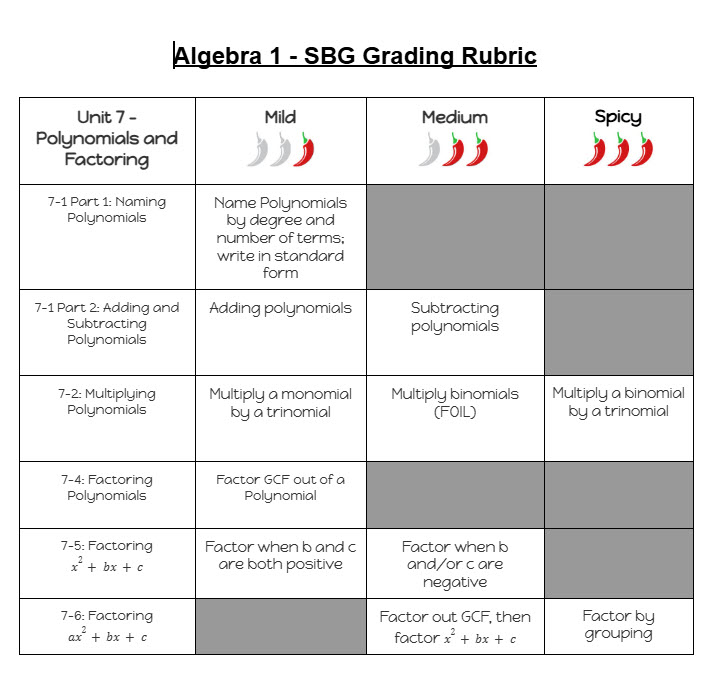 Algebra 1 - SBG Grading Rubric
Unit 7 -
Polynomials and
Factoring
Mild
Medium
Spicy
7-1 Part 1: Naming
Polynomials
Name Polynomials
by degree and
number of terms;
write in standard
form
7-1 Part 2: Adding and
Subtracting
Polynomials
Adding polynomials
Subtracting
polynomials
7-2: Multiplying
Polynomials
Multiply a monomial
by a trinomial
Multiply binomials
(FOIL)
Multiply a binomial
by a trinomial
7-4: Factoring
Polynomials
Factor GCF out of a
Polynomial
7-5: Factoring
x² + bx + c
Factor when b and c
are both positive
Factor when b
and/or c are
negative
7-6: Factoring
ax² + bx + c
Factor out GCF, then
factor x² + bx + c
Factor by
grouping